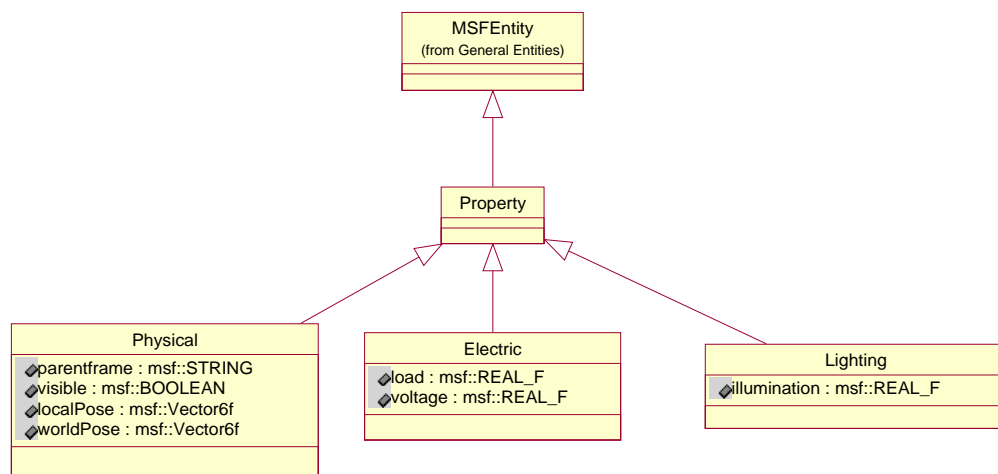 MSFEntity
(from General Entities)
Property
Physical
parentframe : msf::STRING
visible : msf::BOOLEAN
localPose : msf::Vector6f
worldPose : msf::Vector6f
Electric
load : msf::REAL_F
voltage : msf::REAL_F
Lighting
illumination : msf::REAL_F